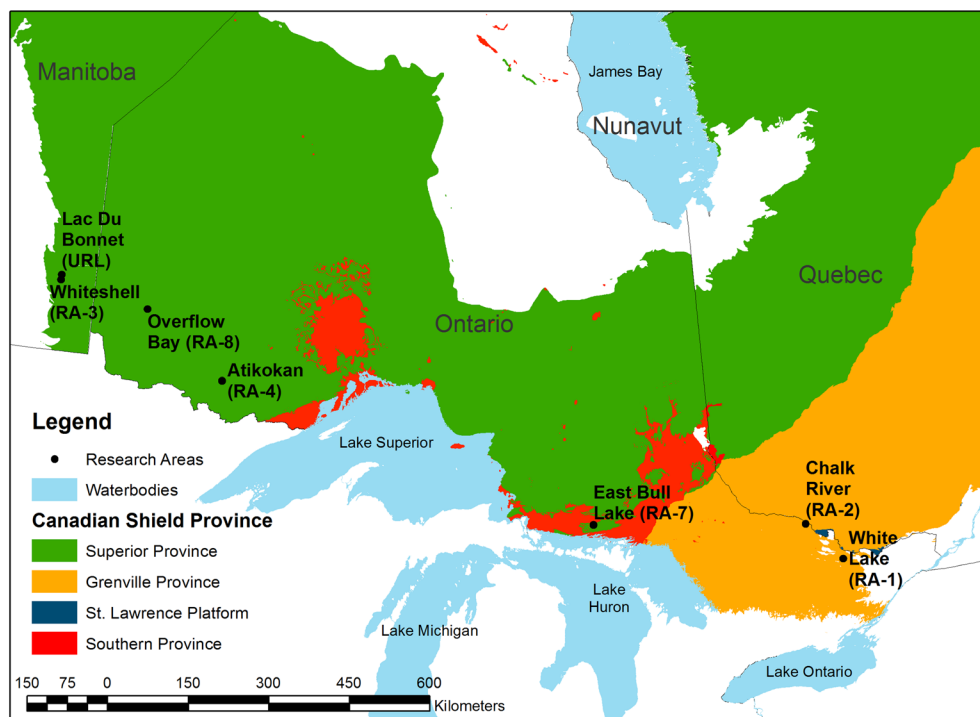 Manitoba
James Bay
Nunavut
Lac Du
Bonnet
(URL)
Whiteshell
(RA-3)
Overflow
Bay (RA-8)
Atikokan
(RA-4)
Ontario
Quebec
Lake Superior
East Bull
Lake (RA-7)
Chalk
River
(RA-2)
White
Lake
(RA-1)
Lake
Huron
Lake Michigan
Lake Ontario
Legend
Research Areas
Waterbodies
Canadian Shield Province
Superior Province
Grenville Province
St. Lawrence Platform
Southern Province
150 75 0 150 300 450 600
Kilometers